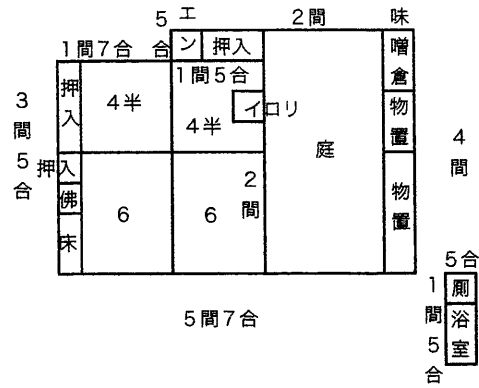 5
エン
2間
味噌倉
1間7合
合
押入
1間5合
押入
4半
4半
イロリ
庭
物置
3間5合
4間
押入
佛
床
6
6
2間
物置
5合
厠
浴室
1間5合
5間7合